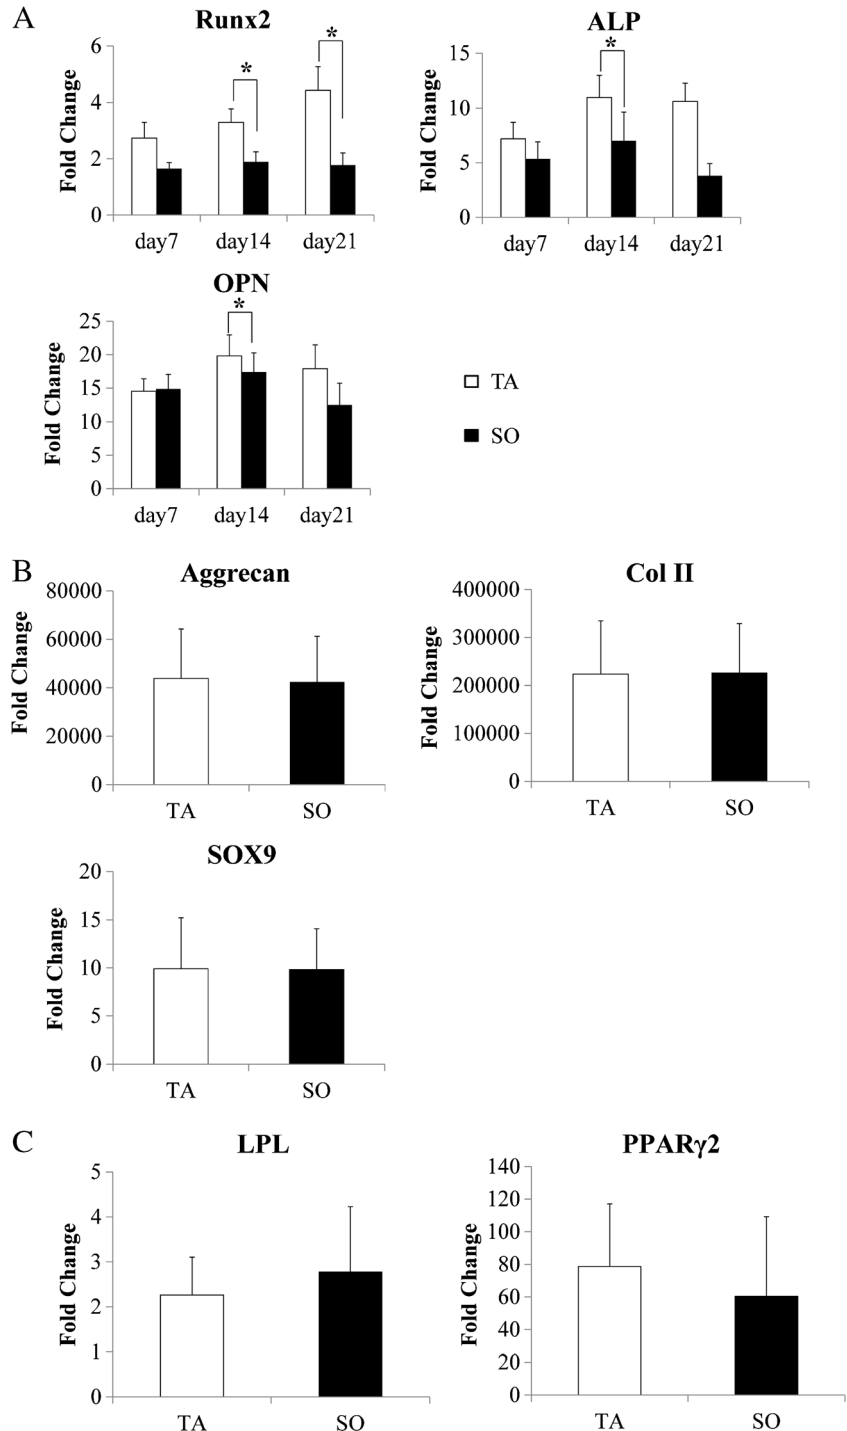 A
Runx2
6
4
2
0
Fold Change
*
*
day7 day14 day21
ALP
15
10
5
0
Fold Change
*
day7 day14 day21
OPN
25
20
15
10
5
0
Fold Change
*
day7 day14 day21
TA
SO
B
Aggrecan
80000
60000
40000
20000
0
Fold Change
TA SO
Col II
400000
300000
200000
100000
0
Fold Change
TA SO
SOX9
20
15
10
5
0
Fold Change
TA SO
C
LPL
5
4
3
2
1
0
Fold Change
TA SO
PPARγ2
140
120
100
80
60
40
20
0
Fold Change
TA SO